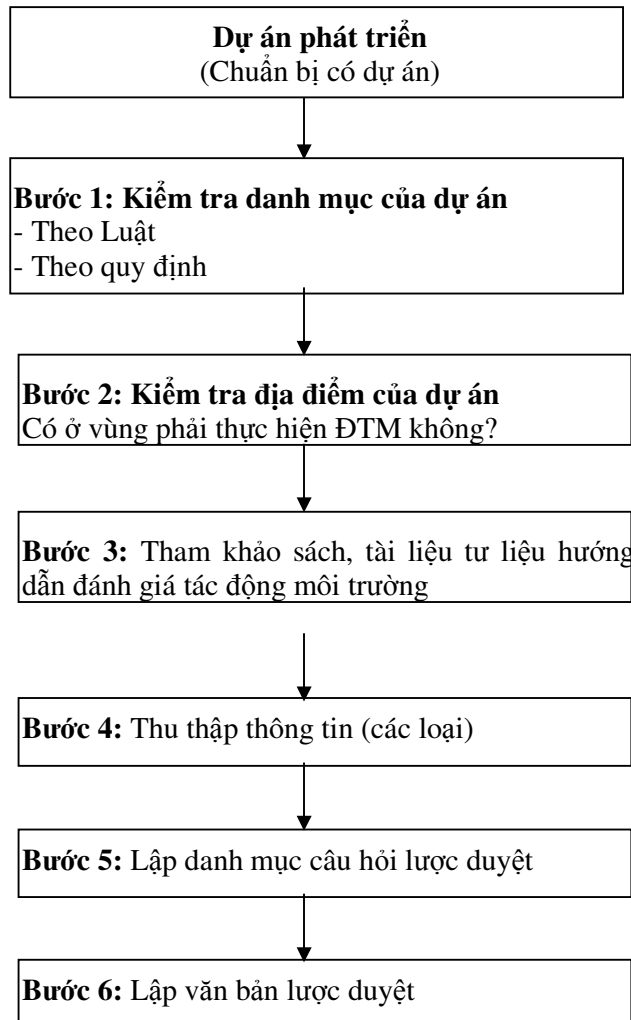 Dự án phát triển
(Chuẩn bị có dự án)
Bước 1: Kiểm tra danh mục của dự án
- Theo Luật
- Theo quy định
Bước 2: Kiểm tra địa điểm của dự án
Có ở vùng phải thực hiện ĐTM không?
Bước 3: Tham khảo sách, tài liệu tư liệu hướng
dẫn đánh giá tác động môi trường
Bước 4: Thu thập thông tin (các loại)
Bước 5: Lập danh mục câu hỏi lược duyệt
Bước 6: Lập văn bản lược duyệt